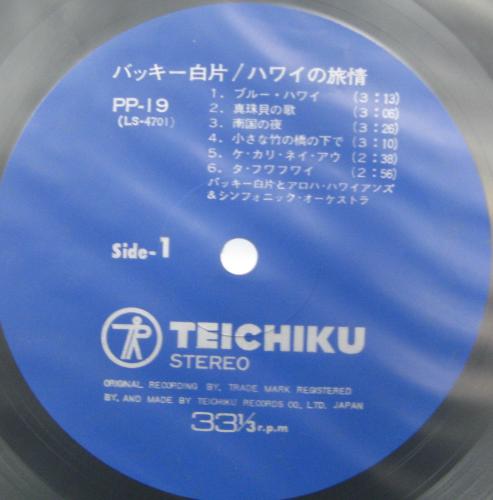 バッキー白片/ハワイの旅情
PP-19
(LS-4701)
1. ブルー・ハワイ (3:13)
2. 真珠貝の歌 (3:06)
3. 南国の夜 (3:26)
4. 小さな竹の橋の下で (3:10)
5. ケ・カリ・ネイ・アウ (2:38)
6. タ・フワフワイ (2:56)
バッキー白片とアロハ・ハワイアンズ
&シンフォニック・オーケストラ
Side-1
TEICHIKU
STEREO
ORIGINAL RECORDING BY, TRADE MARK REGISTERED
BY, AND MADE BY TEICHIKU RECORDS CO., LTD. JAPAN
33 1/3 r.p.m